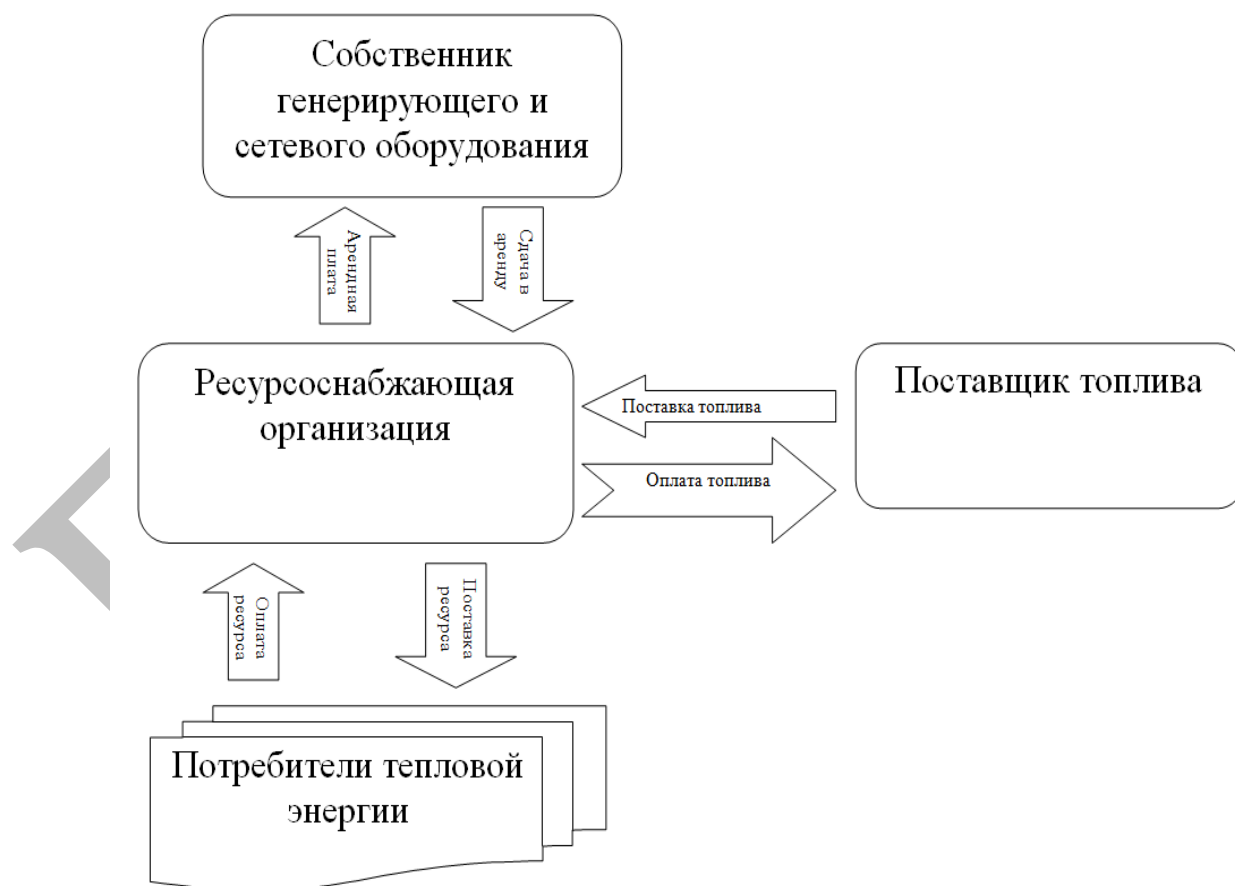 Собственник
генерирующего и
сетевого оборудования
Арендная
плата
Сдача в
аренду
Ресурсоснабжающая
организация
Поставщик топлива
Поставка топлива
Оплата топлива
Оплата
ресурса
Поставка
ресурса
Потребители тепловой
энергии